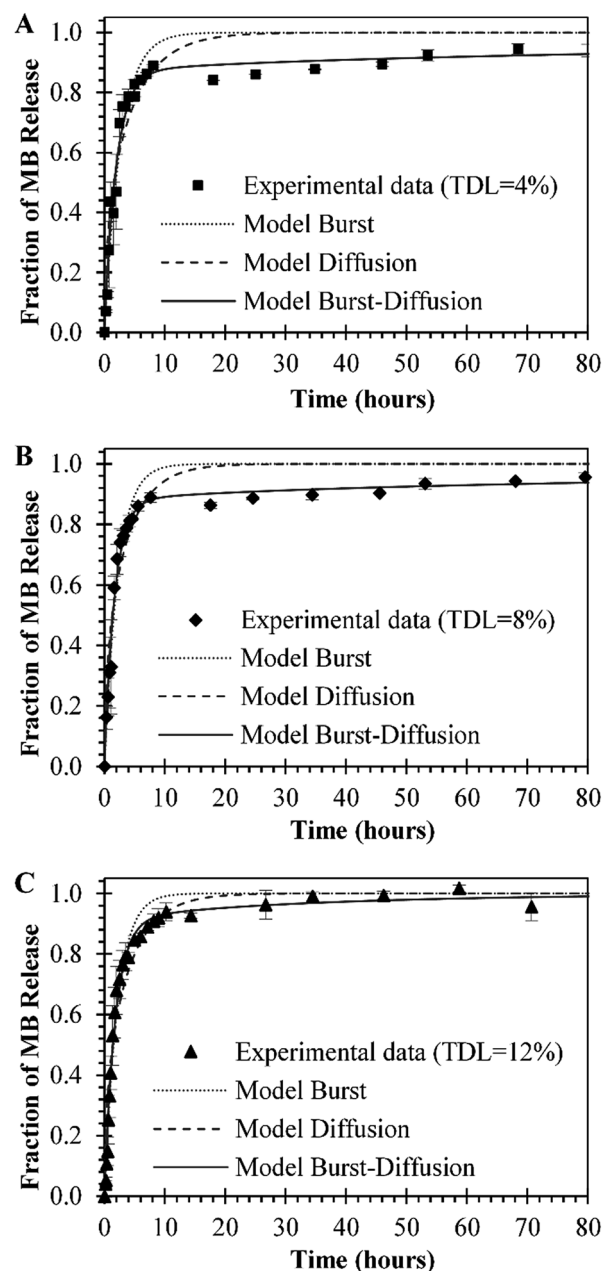 A
1.0
0.8
0.6
0.4
0.2
0.0
Fraction of MB Release
Experimental data (TDL=4%)
Model Burst
Model Diffusion
Model Burst-Diffusion
0 10 20 30 40 50 60 70 80
Time (hours)
B
1.0
0.8
0.6
0.4
0.2
0.0
Fraction of MB Release
Experimental data (TDL=8%)
Model Burst
Model Diffusion
Model Burst-Diffusion
0 10 20 30 40 50 60 70 80
Time (hours)
C
1.0
0.8
0.6
0.4
0.2
0.0
Fraction of MB Release
Experimental data (TDL=12%)
Model Burst
Model Diffusion
Model Burst-Diffusion
0 10 20 30 40 50 60 70 80
Time (hours)